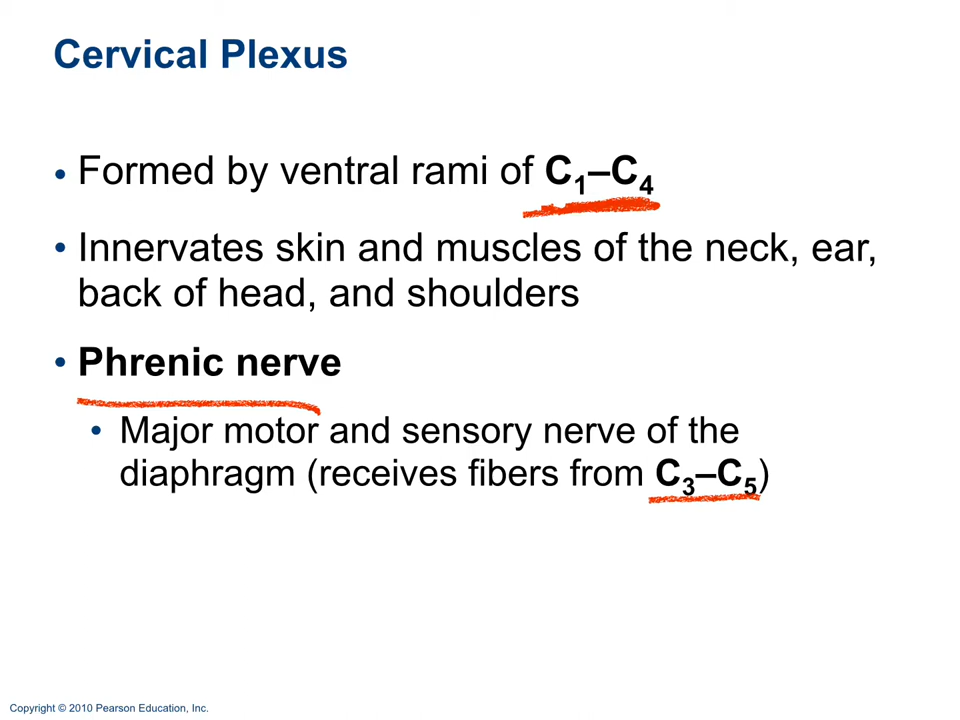 Cervical Plexus
• Formed by ventral rami of C₁–C₄
• Innervates skin and muscles of the neck, ear,
back of head, and shoulders
• Phrenic nerve
• Major motor and sensory nerve of the
diaphragm (receives fibers from C₃–C₅)
Copyright © 2010 Pearson Education, Inc.